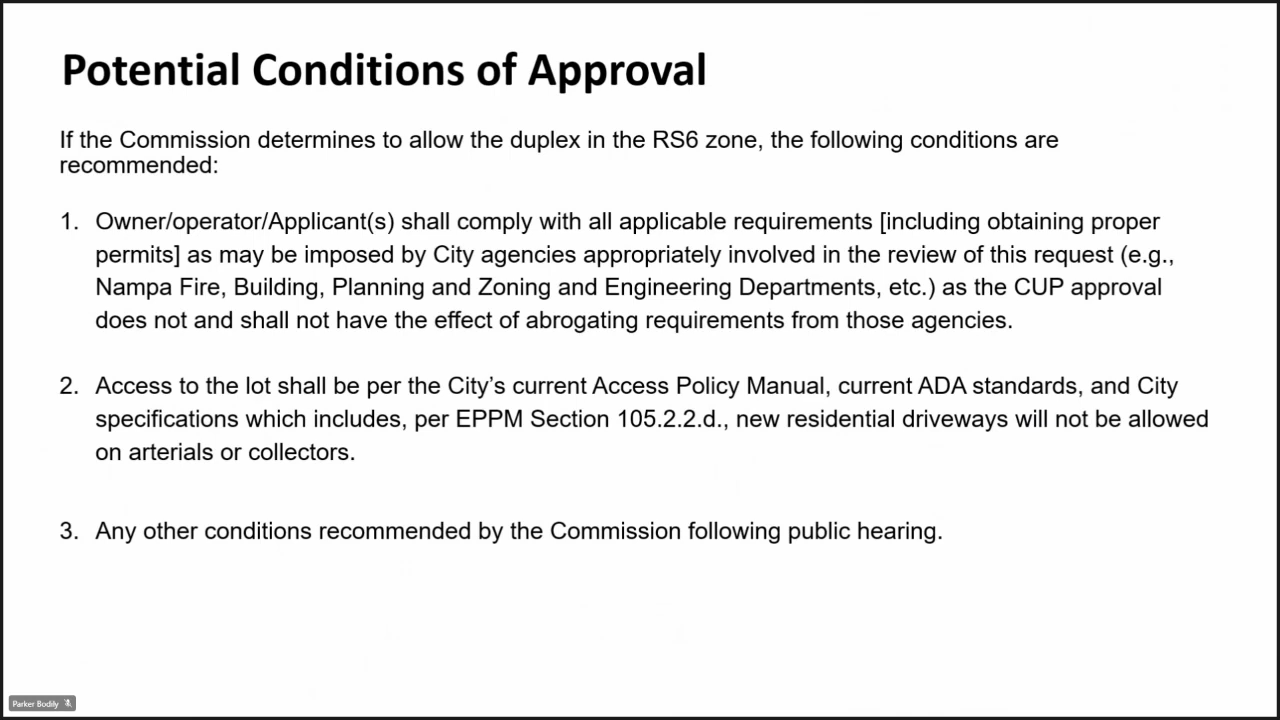 Potential Conditions of Approval
If the Commission determines to allow the duplex in the RS6 zone, the following conditions are
recommended:
1. Owner/operator/Applicant(s) shall comply with all applicable requirements [including obtaining proper
permits] as may be imposed by City agencies appropriately involved in the review of this request (e.g.,
Nampa Fire, Building, Planning and Zoning and Engineering Departments, etc.) as the CUP approval
does not and shall not have the effect of abrogating requirements from those agencies.
2. Access to the lot shall be per the City’s current Access Policy Manual, current ADA standards, and City
specifications which includes, per EPPM Section 105.2.2.d., new residential driveways will not be allowed
on arterials or collectors.
3. Any other conditions recommended by the Commission following public hearing.
Parker Bodily